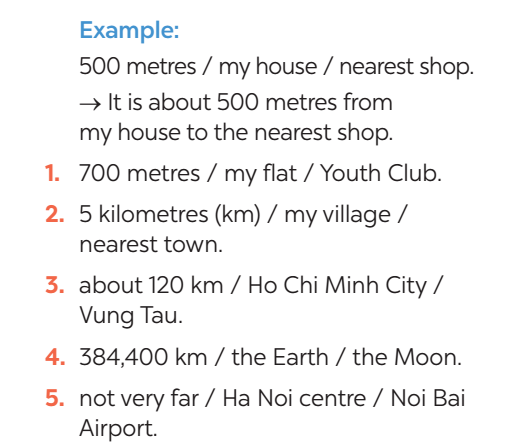 Example:
500 metres / my house / nearest shop.
→ It is about 500 metres from
my house to the nearest shop.
1. 700 metres / my flat / Youth Club.
2. 5 kilometres (km) / my village /
nearest town.
3. about 120 km / Ho Chi Minh City /
Vung Tau.
4. 384,400 km / the Earth / the Moon.
5. not very far / Ha Noi centre / Noi Bai
Airport.